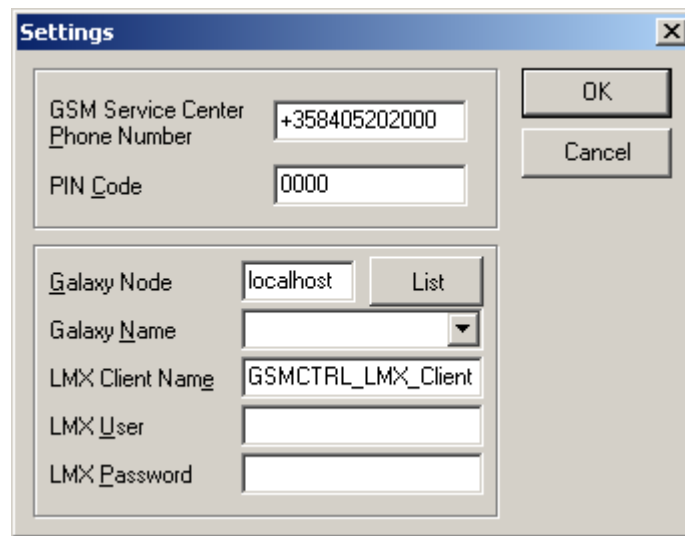 Settings
OK
GSM Service Center
Phone Number
+358405202000
Cancel
PIN Code
0000
Galaxy Node
localhost
List
Galaxy Name
LMX Client Name
GSMCTRL_LMX_Client
LMX User
LMX Password